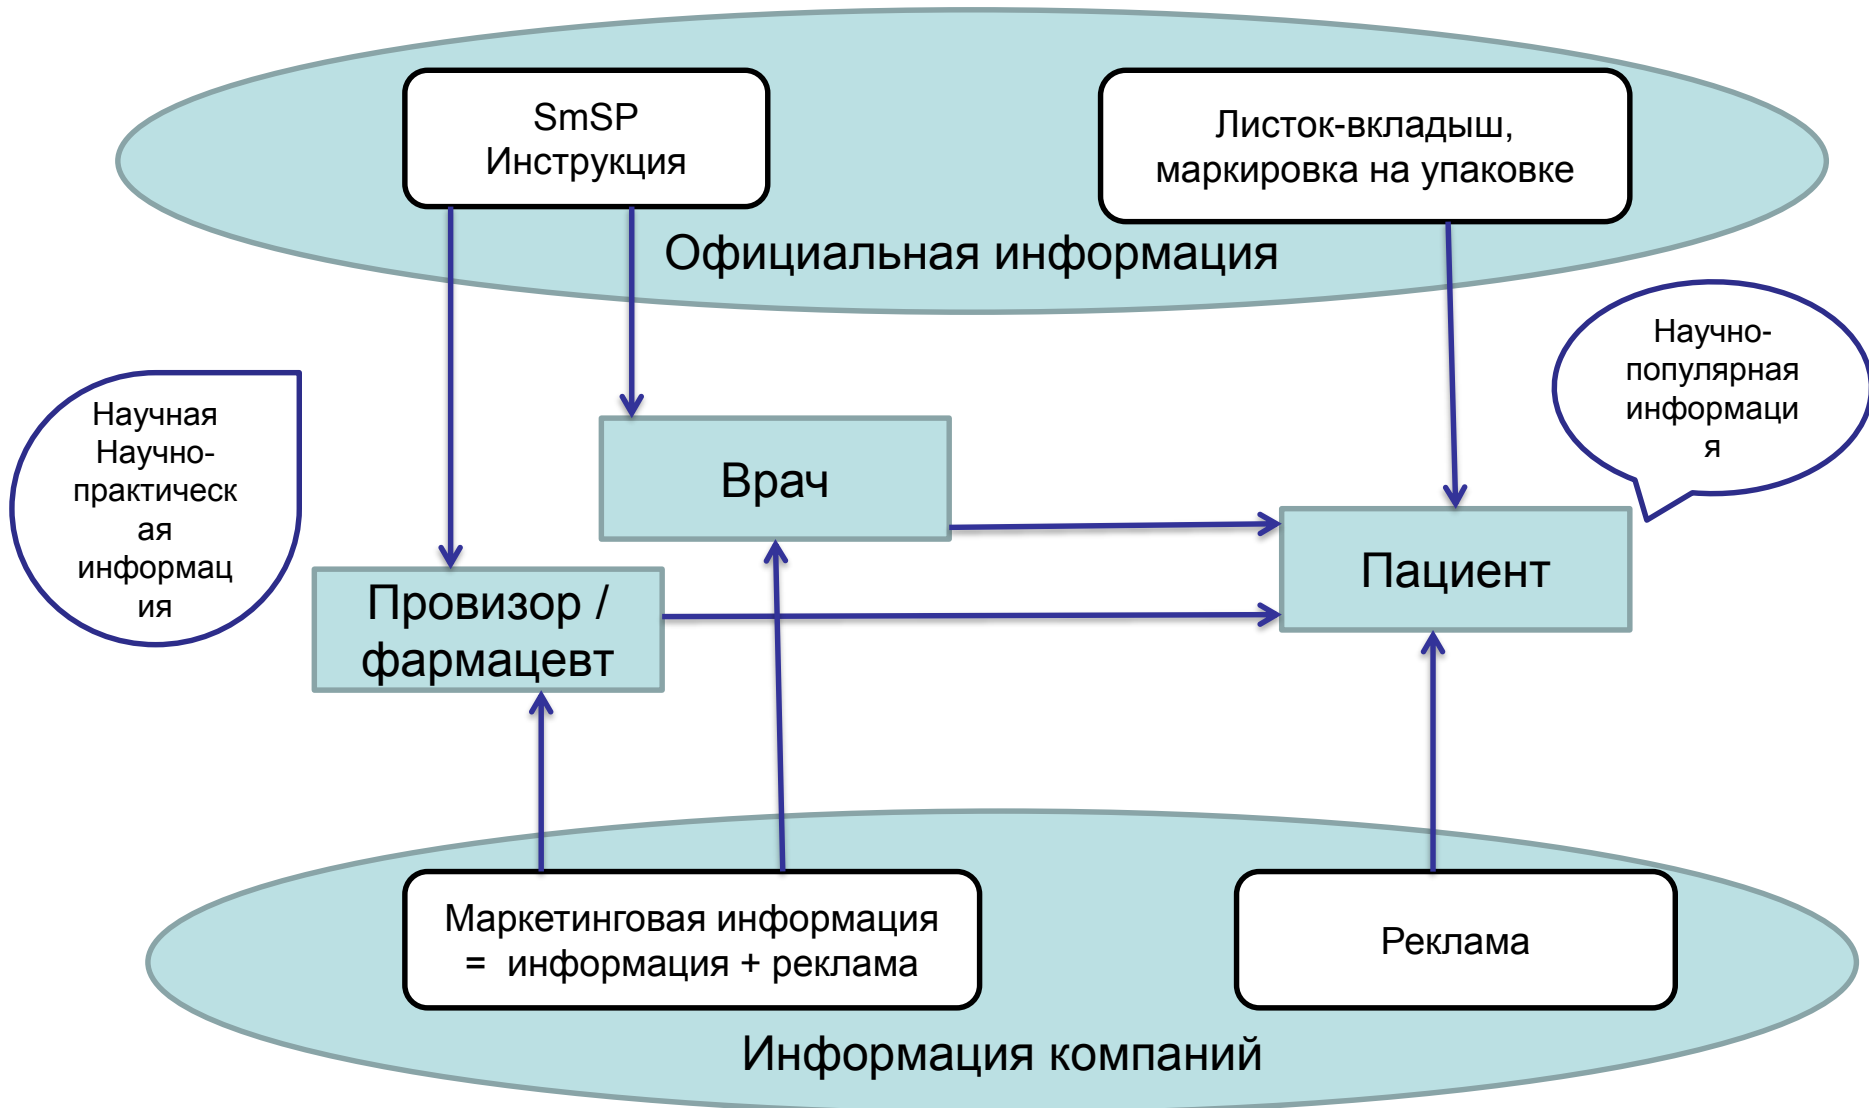 SmSP
Инструкция
Листок-вкладыш,
маркировка на упаковке
Официальная информация
Научно-
популярная
информаци
я
Научная
Научно-
практическ
ая
информац
ия
Врач
Пациент
Провизор /
фармацевт
Маркетинговая информация
= информация + реклама
Реклама
Информация компаний